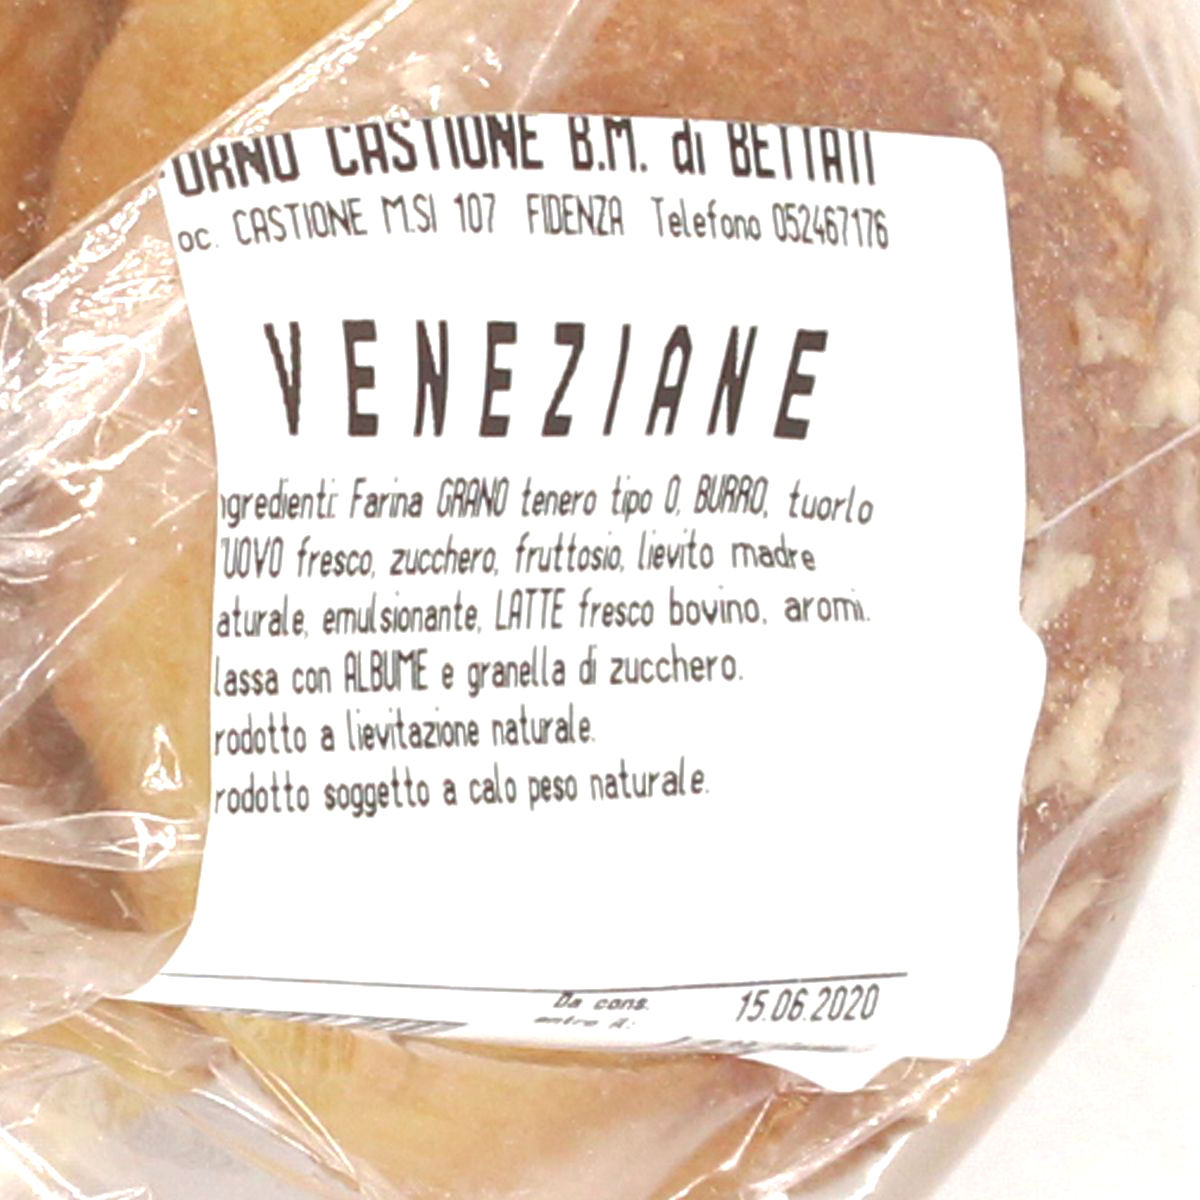 ORNO CASTIONE B.M. di BETTATI
oc. CASTIONE M.SI 107 FIDENZA Telefono 052467176
VENEZIANE
ngredienti: Farina GRANO tenero tipo 0, BURRO, tuorlo
'UOVO fresco, zucchero, fruttosio, lievito madre
aturale, emulsionante, LATTE fresco bovino, aromi.
lassa con ALBUME e granella di zucchero.
rodotto a lievitazione naturale.
rodotto soggetto a calo peso naturale.
Da cons. 15.06.2020
entro il: